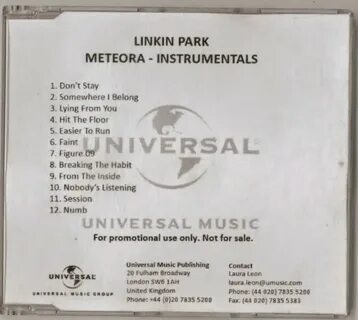 LINKIN PARK
METEORA - INSTRUMENTALS
1. Don't Stay
2. Somewhere I Belong
3. Lying From You
4. Hit The Floor
5. Easier To Run
6. Faint
7. Figure.09
8. Breaking The Habit
9. From The Inside
10. Nobody's Listening
11. Session
12. Numb
UNIVERSAL
UNIVERSAL MUSIC
For promotional use only. Not for sale.
UNIVERSAL
UNIVERSAL MUSIC GROUP
Universal Music Publishing
20 Fulham Broadway
London SW6 1AH
United Kingdom
Phone: +44 (0)20 7835 5200
Contact
Laura Leon
laura.leon@umusic.com
Phone: (44 0)20 7835 5200
Fax: (44 0)20 7835 5383